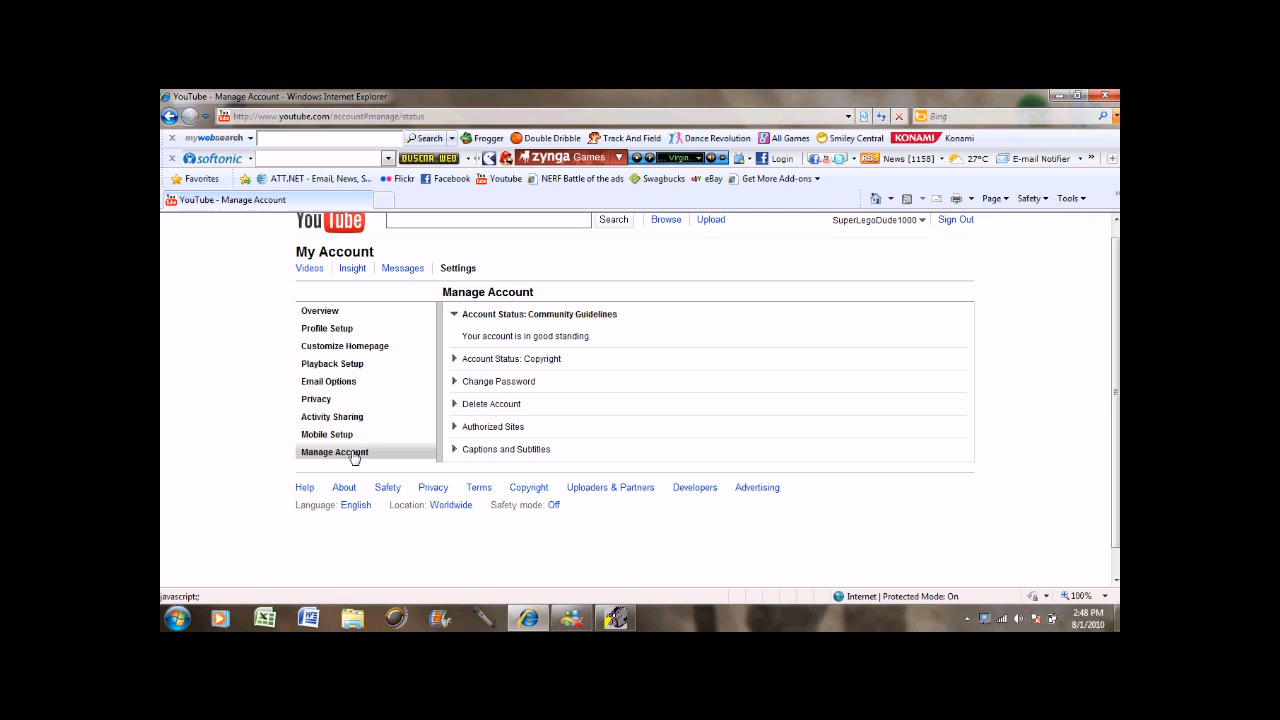 YouTube - Manage Account - Windows Internet Explorer
http://www.youtube.com/account#manage/status
Bing
mywebsearch Search Frogger Double Dribble Track And Field Dance Revolution All Games Smiley Central KONAMI Konami
softonic BUSCAR WEB zynga Games Virgin... Login RSS News [1158] 27°C E-mail Notifier
Favorites AT&T.NET - Email, News, S... Flickr Facebook Youtube NERF Battle of the ads Swagbucks eBay Get More Add-ons
YouTube - Manage Account Page Safety Tools
YouTube Search Browse Upload SuperLegoDude1000 Sign Out
My Account
Videos Insight Messages Settings
Manage Account
Overview
Profile Setup
Customize Homepage
Playback Setup
Email Options
Privacy
Activity Sharing
Mobile Setup
Manage Account
Account Status: Community Guidelines
Your account is in good standing.
Account Status: Copyright
Change Password
Delete Account
Authorized Sites
Captions and Subtitles
Help About Safety Privacy Terms Copyright Uploaders & Partners Developers Advertising
Language: English Location: Worldwide Safety mode: Off
javascript:; Internet | Protected Mode: On 100%
2:48 PM
8/1/2010